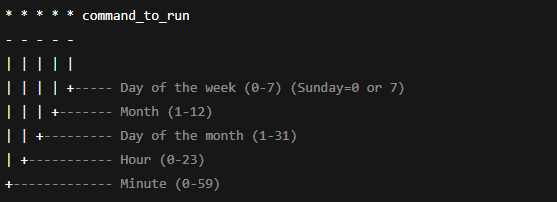 * * * * * command_to_run
- - - - -
| | | | |
| | | | +----- Day of the week (0-7) (Sunday=0 or 7)
| | | +------- Month (1-12)
| | +--------- Day of the month (1-31)
| +----------- Hour (0-23)
+------------- Minute (0-59)